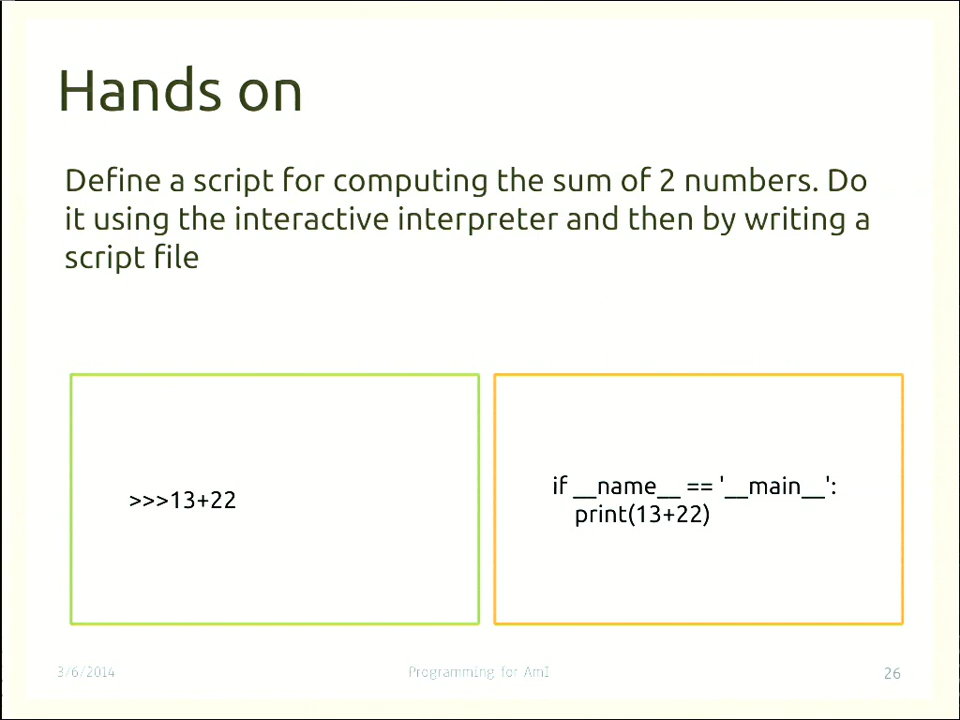 Hands on
Define a script for computing the sum of 2 numbers. Do
it using the interactive interpreter and then by writing a
script file
>>>13+22
if __name__ == '__main__':
print(13+22)
3/6/2014
Programming for AmI
26